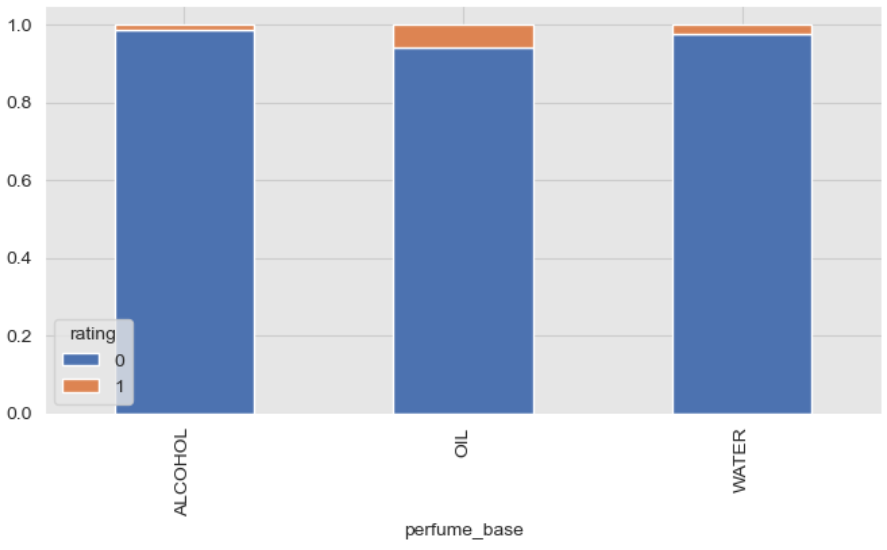 1.0
0.8
0.6
0.4
0.2
0.0
rating
0
1
ALCOHOL
OIL
WATER
perfume_base